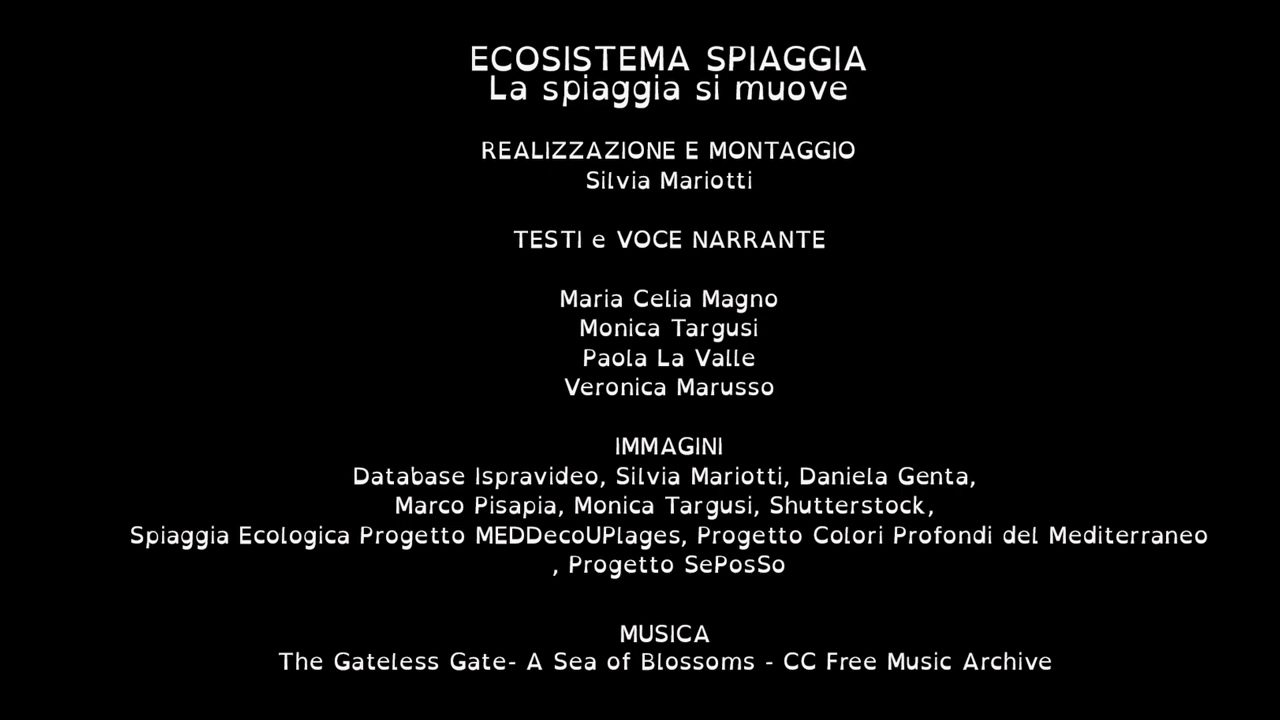 ECOSISTEMA SPIAGGIA
La spiaggia si muove
REALIZZAZIONE E MONTAGGIO
Silvia Mariotti
TESTI e VOCE NARRANTE
Maria Celia Magno
Monica Targusi
Paola La Valle
Veronica Marusso
IMMAGINI
Database Ispravideo, Silvia Mariotti, Daniela Genta,
Marco Pisapia, Monica Targusi, Shutterstock,
Spiaggia Ecologica Progetto MEDDecoUPlages, Progetto Colori Profondi del Mediterraneo
, Progetto SePosSo
MUSICA
The Gateless Gate- A Sea of Blossoms - CC Free Music Archive